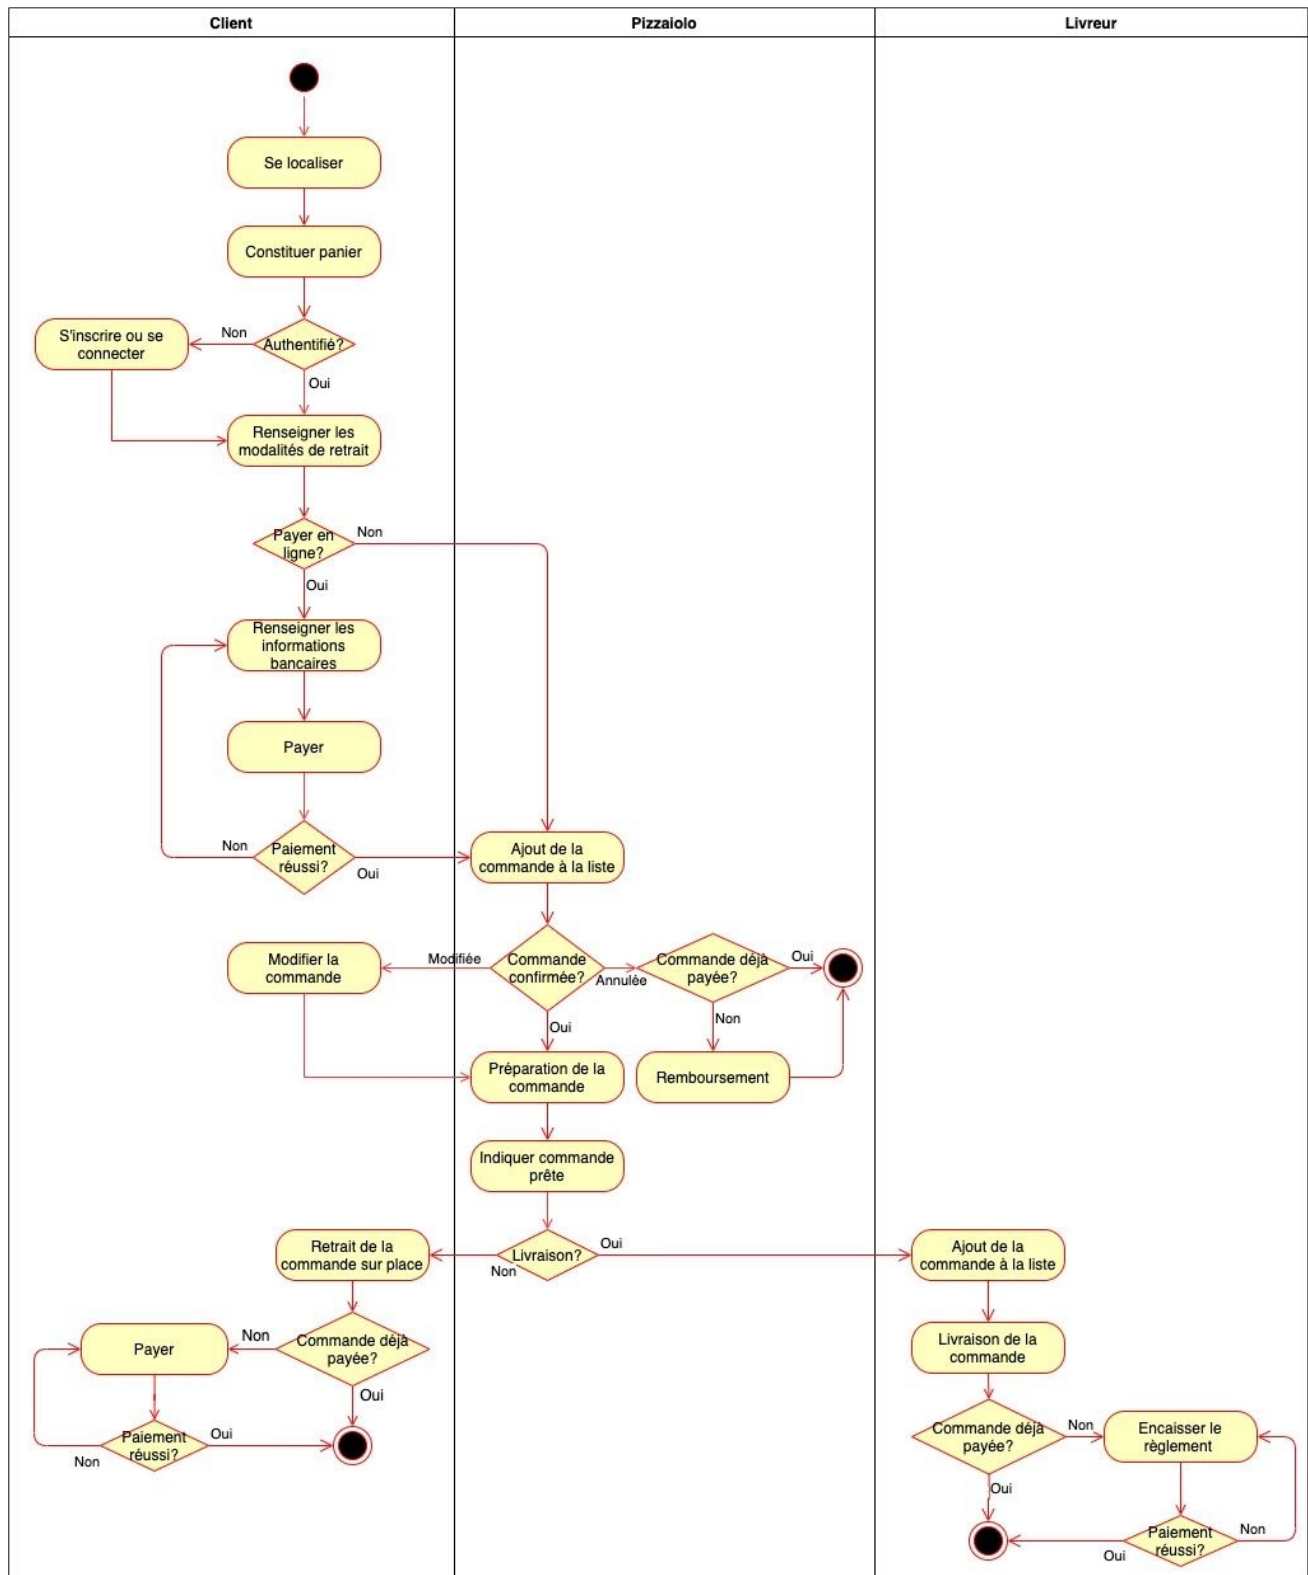 Client
Pizzaiolo
Livreur
Se localiser
Constituer panier
S'inscrire ou se
connecter
Non
Authentifié?
Oui
Renseigner les
modalités de retrait
Payer en
ligne?
Non
Oui
Renseigner les
informations
bancaires
Payer
Non
Paiement
réussi?
Oui
Ajout de la
commande à la liste
Modifier la
commande
Modifiée
Commande
confirmée?
Annulée
Commande déjà
payée?
Oui
Oui
Non
Préparation de la
commande
Remboursement
Indiquer commande
prête
Retrait de la
commande sur place
Non
Livraison?
Oui
Ajout de la
commande à la liste
Payer
Non
Commande déjà
payée?
Oui
Livraison de la
commande
Non
Paiement
réussi?
Oui
Commande déjà
payée?
Non
Encaisser le
règlement
Oui
Oui
Paiement
réussi?
Non